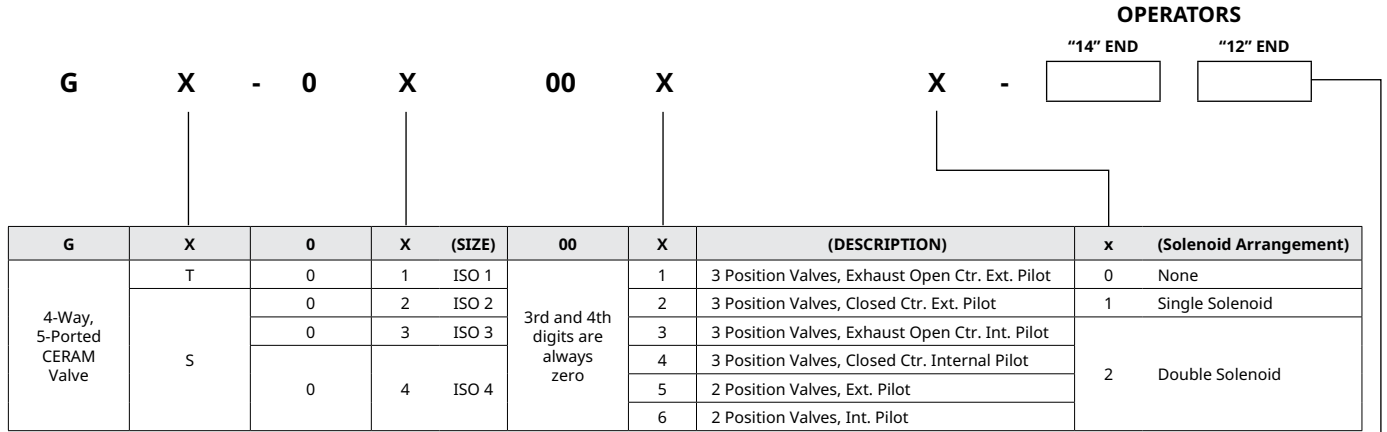 OPERATORS
“14” END “12” END
G X - 0 X 00 X X -
G X 0 X (SIZE) 00 X (DESCRIPTION) x (Solenoid Arrangement)
4-Way,
5-Ported
CERAM
Valve
T 0 1 ISO 1
S
0 2 ISO 2
0 3 ISO 3
0 4 ISO 4
3rd and 4th
digits are
always
zero
1 3 Position Valves, Exhaust Open Ctr. Ext. Pilot
2 3 Position Valves, Closed Ctr. Ext. Pilot
3 3 Position Valves, Exhaust Open Ctr. Int. Pilot
4 3 Position Valves, Closed Ctr. Internal Pilot
5 2 Position Valves, Ext. Pilot
6 2 Position Valves, Int. Pilot
0 None
1 Single Solenoid
2 Double Solenoid